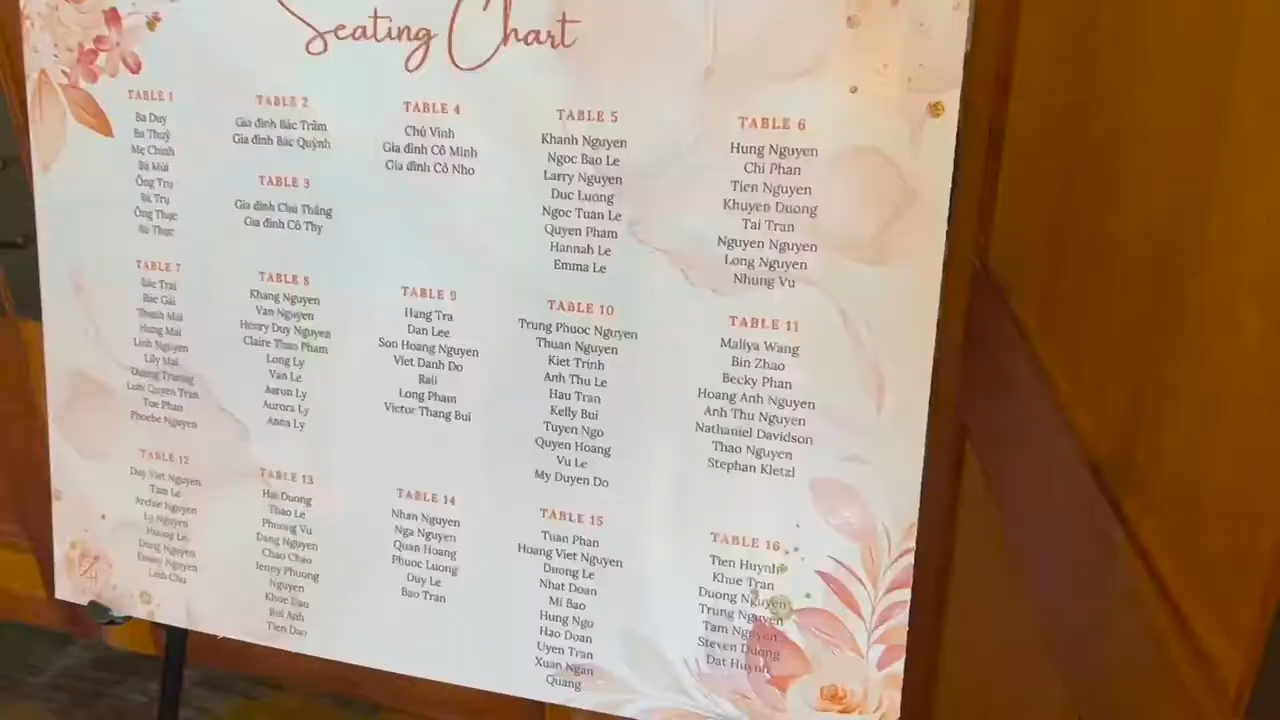 Seating Chart
TABLE 1
Ba Duy
Ba Thuỷ
Mẹ Chinh
Bà Mùi
Ông Trụ
Bà Trụ
Ông Thực
Bà Thực
TABLE 2
Gia đình Bác Trâm
Gia đình Bác Quỳnh
TABLE 3
Gia đình Chú Thắng
Gia đình Cô Thy
TABLE 4
Chú Vinh
Gia đình Cô Minh
Gia đình Cô Nho
TABLE 5
Khanh Nguyen
Ngoc Bao Le
Larry Nguyen
Duc Luong
Ngoc Tuan Le
Quyen Pham
Hannah Le
Emma Le
TABLE 6
Hung Nguyen
Chi Phan
Tien Nguyen
Khuyen Duong
Tai Tran
Nguyen Nguyen
Long Nguyen
Nhung Vu
TABLE 7
Bác Trai
Bác Gái
Thanh Mai
Hung Mai
Linh Nguyen
Lily Mai
Duong Truong
Luu Quyen Tran
Tue Phan
Phoebe Nguyen
TABLE 8
Khang Nguyen
Van Nguyen
Henry Duy Nguyen
Claire Thao Pham
Long Ly
Van Le
Aaron Ly
Aurora Ly
Anna Ly
TABLE 9
Hang Tra
Dan Lee
Son Hoang Nguyen
Viet Danh Do
Rali
Long Pham
Victor Thang Bui
TABLE 10
Trung Phuoc Nguyen
Thuan Nguyen
Kiet Trinh
Anh Thu Le
Hau Tran
Kelly Bui
Tuyen Ngo
Quyen Hoang
Vu Le
My Duyen Do
TABLE 11
Maliya Wang
Bin Zhao
Becky Phan
Hoang Anh Nguyen
Anh Thu Nguyen
Nathaniel Davidson
Thao Nguyen
Stephan Kletzl
TABLE 12
Duy Viet Nguyen
Tam Le
Archie Nguyen
Ly Nguyen
Huong Le
Dung Nguyen
Emmy Nguyen
Linh Chu
TABLE 13
Hai Duong
Thao Le
Phuong Vu
Dang Nguyen
Chao Chao
Jenny Phuong
Nguyen
Khue Dao
Bui Anh
Tien Dao
TABLE 14
Nhan Nguyen
Nga Nguyen
Quan Hoang
Phuoc Luong
Duy Le
Bao Tran
TABLE 15
Tuan Phan
Hoang Viet Nguyen
Duong Le
Nhat Doan
Mi Bao
Hung Ngo
Hao Doan
Uyen Tran
Xuan Ngan
Quang
TABLE 16
Tien Huynh
Khue Tran
Duong Nguyen
Trung Nguyen
Tam Nguyen
Steven Duong
Dat Huynh